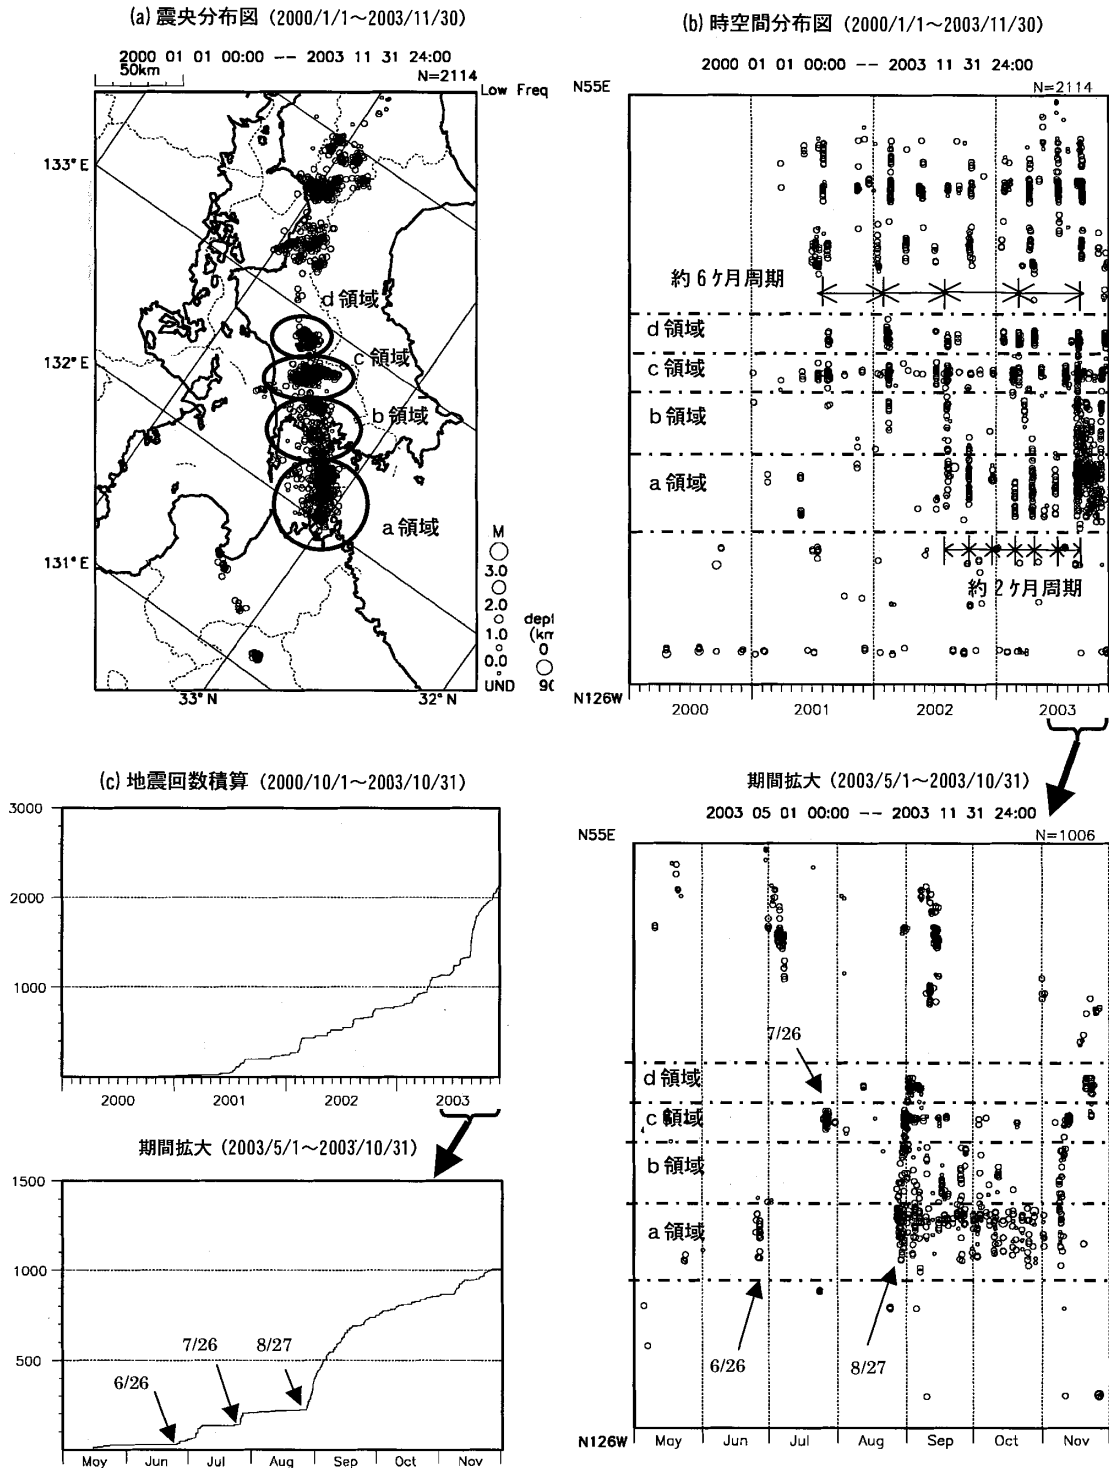 (a) 震央分布図 (2000/1/1～2003/11/30)
2000 01 01 00:00 -- 2003 11 31 24:00
50km
N=2114
Low Freq
133°E
132°E
131°E
33°N
32°N
d 領域
c 領域
b 領域
a 領域
M
3.0
2.0
1.0
0.0
UND
0
(b) 時空間分布図 (2000/1/1～2003/11/30)
2000 01 01 00:00 -- 2003 11 31 24:00
N55E
N=2114
約6ケ月周期
d 領域
c 領域
b 領域
a 領域
約2ケ月周期
N126W
2000
2001
2002
2003
(c) 地震回数積算 (2000/10/1～2003/10/31)
3000
2000
1000
2000
2001
2002
2003
期間拡大 (2003/5/1～2003/10/31)
1500
1000
500
6/26
7/26
8/27
May
Jun
Jul
Aug
Sep
Oct
Nov
期間拡大 (2003/5/1～2003/10/31)
2003 05 01 00:00 -- 2003 11 31 24:00
N55E
N=1006
7/26
d 領域
c 領域
b 領域
a 領域
6/26
8/27
N126W
May
Jun
Jul
Aug
Sep
Oct
Nov